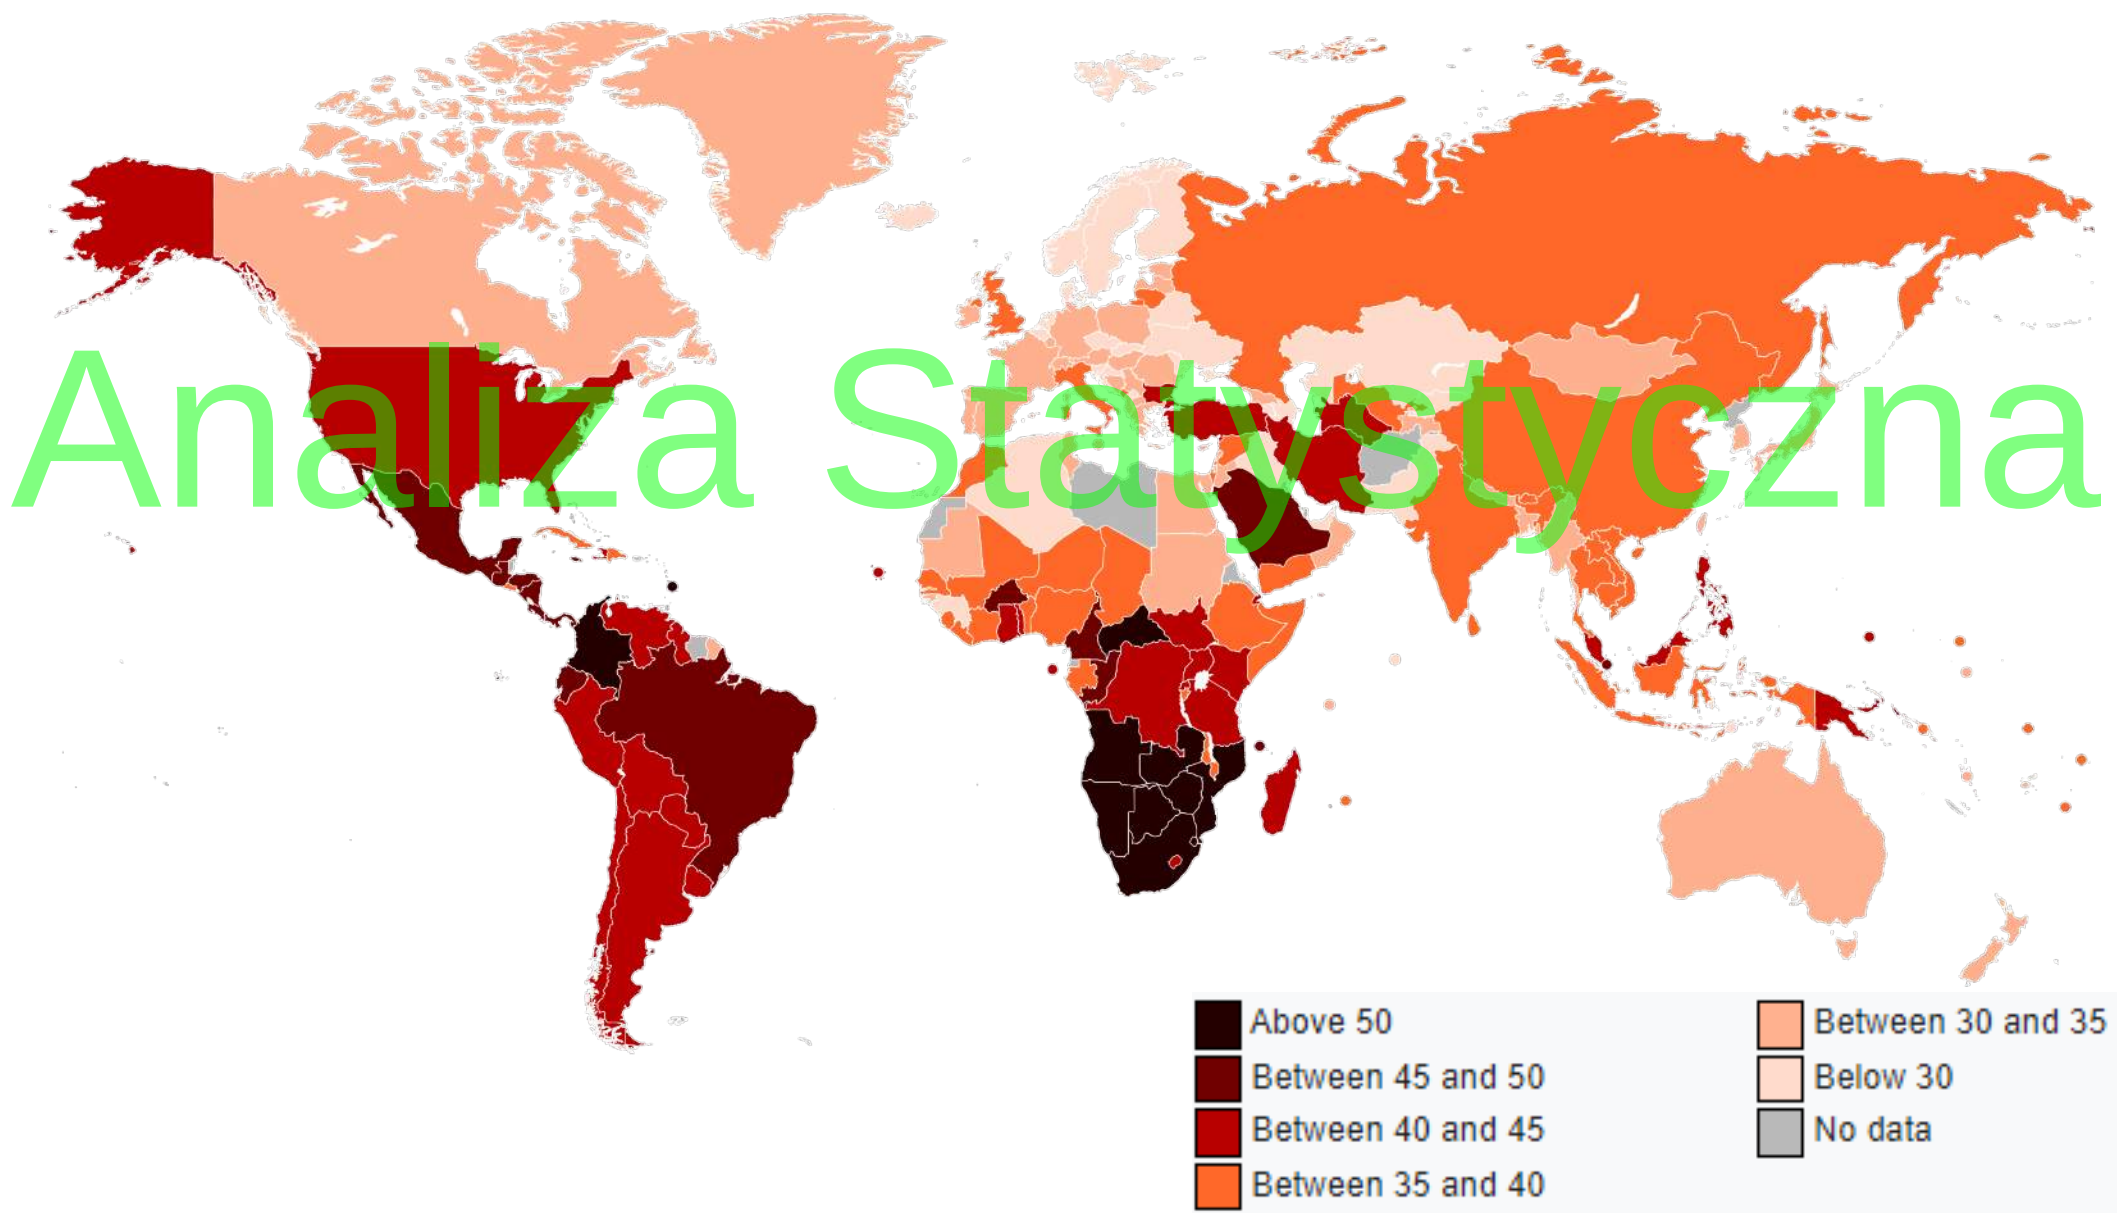 Analiza Statystyczna
Above 50
Between 45 and 50
Between 40 and 45
Between 35 and 40
Between 30 and 35
Below 30
No data